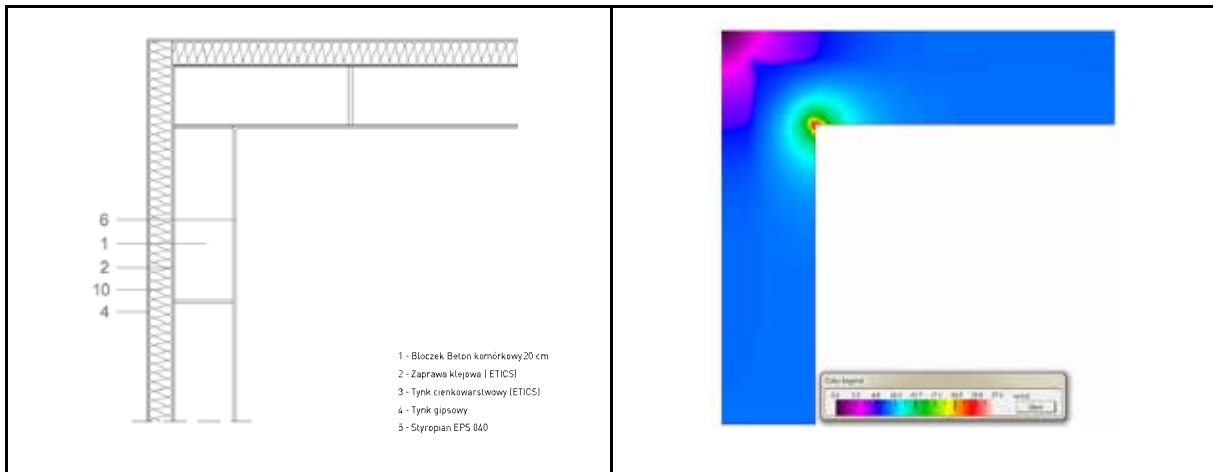 6
1
2
10
4
1 - Bloczek Beton komórkowy 20 cm
2 - Zaprawa klejowa (ETICS)
3 - Tynk cienkowarstwowy (ETICS)
4 - Tynk gipsowy
5 - Styropian EPS 040
Color legend